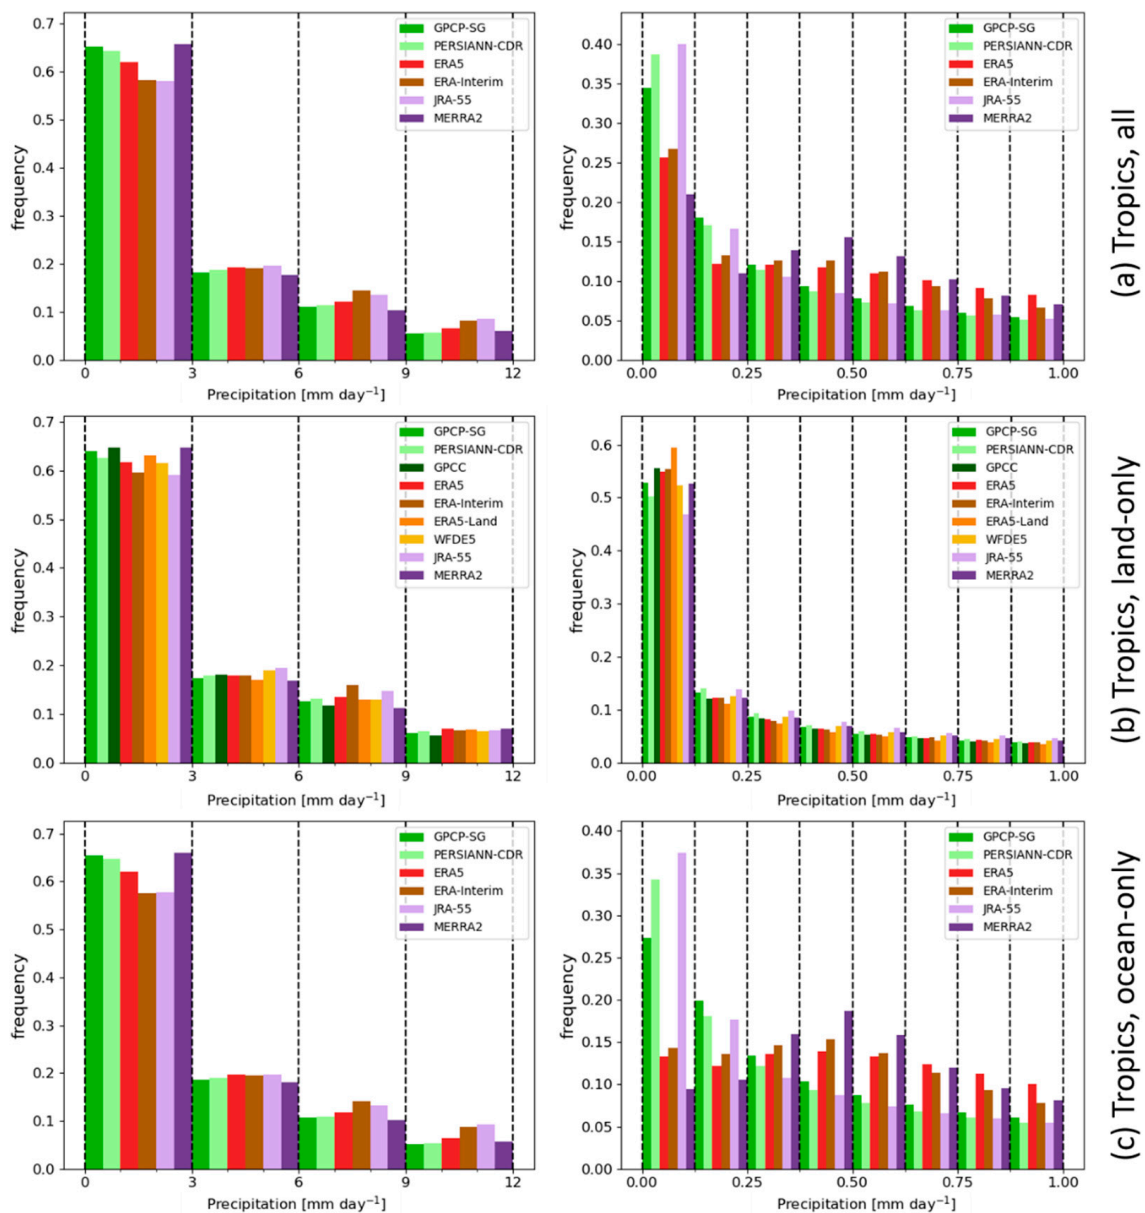 0.7
0.6
0.5
0.4
0.3
0.2
0.1
0.0
frequency
0
3
6
9
12
Precipitation [mm day⁻¹]
GPCP-SG
PERSIANN-CDR
ERA5
ERA-Interim
JRA-55
MERRA2
0.40
0.35
0.30
0.25
0.20
0.15
0.10
0.05
0.00
frequency
0.00
0.25
0.50
0.75
1.00
Precipitation [mm day⁻¹]
GPCP-SG
PERSIANN-CDR
ERA5
ERA-Interim
JRA-55
MERRA2
(a) Tropics, all
0.7
0.6
0.5
0.4
0.3
0.2
0.1
0.0
frequency
0
3
6
9
12
Precipitation [mm day⁻¹]
GPCP-SG
PERSIANN-CDR
GPCC
ERA5
ERA-Interim
ERA5-Land
WFDE5
JRA-55
MERRA2
0.6
0.5
0.4
0.3
0.2
0.1
0.0
frequency
0.00
0.25
0.50
0.75
1.00
Precipitation [mm day⁻¹]
GPCP-SG
PERSIANN-CDR
GPCC
ERA5
ERA-Interim
ERA5-Land
WFDE5
JRA-55
MERRA2
(b) Tropics, land-only
0.7
0.6
0.5
0.4
0.3
0.2
0.1
0.0
frequency
0
3
6
9
12
Precipitation [mm day⁻¹]
GPCP-SG
PERSIANN-CDR
ERA5
ERA-Interim
JRA-55
MERRA2
0.40
0.35
0.30
0.25
0.20
0.15
0.10
0.05
0.00
frequency
0.00
0.25
0.50
0.75
1.00
Precipitation [mm day⁻¹]
GPCP-SG
PERSIANN-CDR
ERA5
ERA-Interim
JRA-55
MERRA2
(c) Tropics, ocean-only